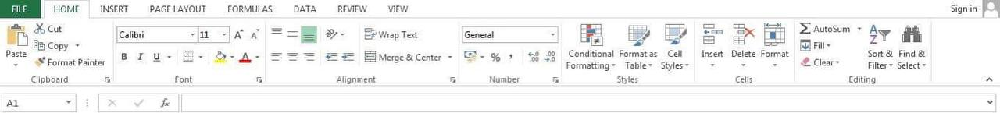 FILE HOME INSERT PAGE LAYOUT FORMULAS DATA REVIEW VIEW Sign in
Cut
Copy
Format Painter
Paste
Clipboard
Calibri 11
B I U
Font
Wrap Text
Merge & Center
Alignment
General
%
Number
Conditional
Formatting
Format as
Table
Cell
Styles
Styles
Insert Delete Format
Cells
AutoSum
Fill
Clear
Sort &
Filter
Find &
Select
Editing
A1 fx